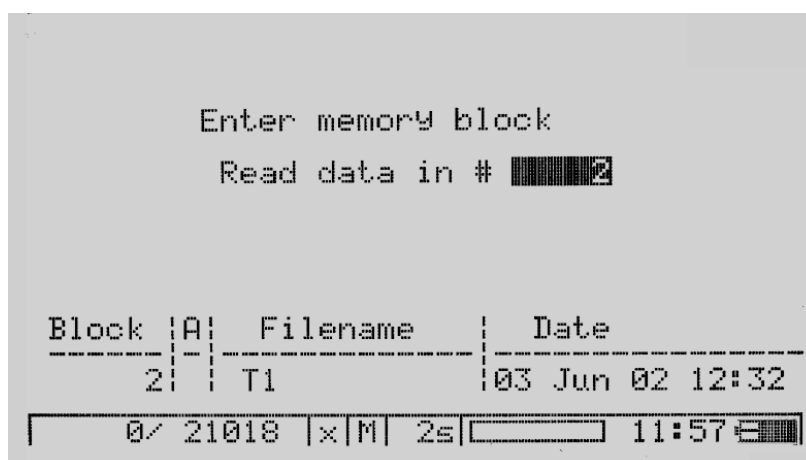 Enter memory block
Read data in # 2
Block |A| Filename | Date
2| | T1 |03 Jun 02 12:32
0/ 21018 |x|M| 2s| 11:57